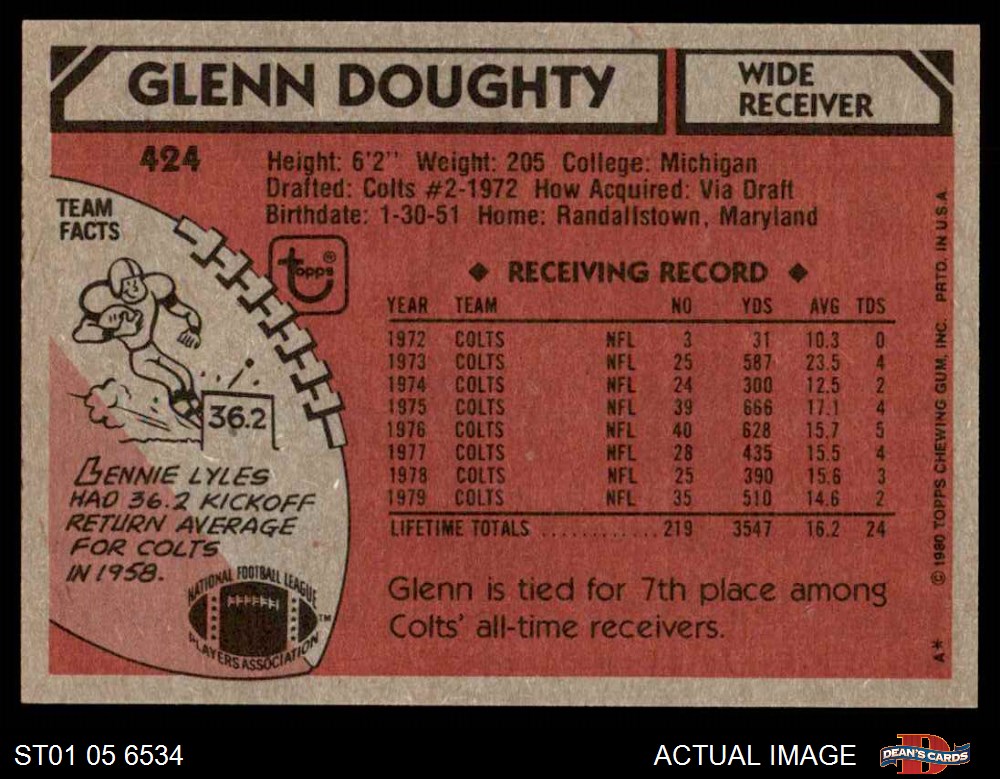 GLENN DOUGHTY
WIDE
RECEIVER
424
Height: 6'2'' Weight: 205 College: Michigan
Drafted: Colts #2-1972 How Acquired: Via Draft
Birthdate: 1-30-51 Home: Randallstown, Maryland
TEAM
FACTS
topps®
◆ RECEIVING RECORD ◆
YEAR TEAM NO YDS AVG TDS
1972 COLTS NFL 3 31 10.3 0
1973 COLTS NFL 25 587 23.5 4
1974 COLTS NFL 24 300 12.5 2
1975 COLTS NFL 39 666 17.1 4
1976 COLTS NFL 40 628 15.7 5
1977 COLTS NFL 28 435 15.5 4
1978 COLTS NFL 25 390 15.6 3
1979 COLTS NFL 35 510 14.6 2
LIFETIME TOTALS ............ 219 3547 16.2 24
36.2
LENNIE LYLES
HAD 36.2 KICKOFF
RETURN AVERAGE
FOR COLTS
IN 1958.
NATIONAL FOOTBALL LEAGUE
PLAYERS ASSOCIATION
TM
Glenn is tied for 7th place among
Colts' all-time receivers.
A* © 1980 TOPPS CHEWING GUM, INC. PRTD. IN U.S.A
ST01 05 6534
ACTUAL IMAGE
D
DEAN'S CARDS